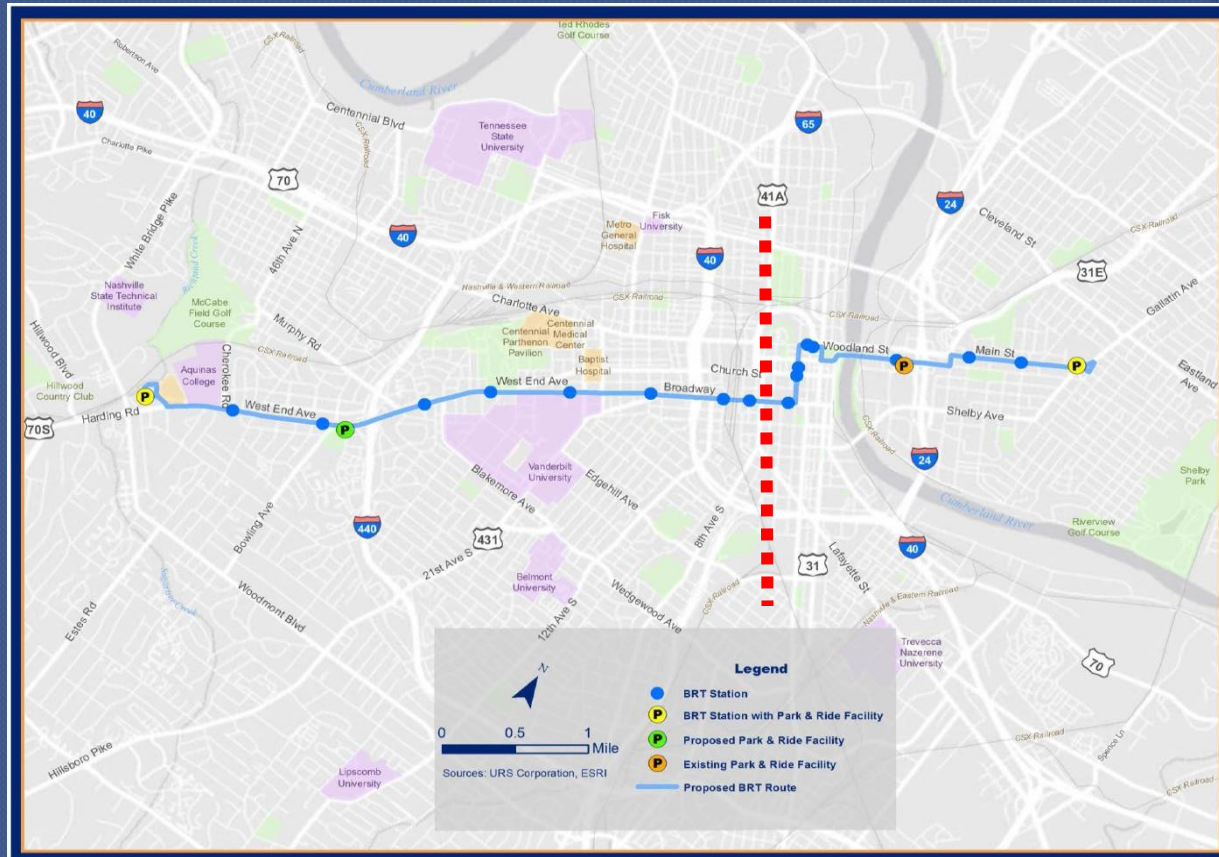 Ted Rhodes
Golf Course
Robertson Ave
CSX-Railroad
Cumberland River
40
Centennial Blvd
CSX-Railroad
Tennessee
State
University
65
Charlotte Pike
70
41A
24
Cleveland St
CSX-Railroad
White Bridge Pike
46th Ave N
40
Metro
General
Hospital
Fisk
University
40
31E
Nashville
State Technical
Institute
McCabe
Field Golf
Course
Nashville & Western Railroad
CSX-Railroad
CSX-Railroad
Gallatin Ave
Charlotte Ave
Murphy Rd
Centennial
Parthenon
Pavilion
Centennial
Medical
Center
Baptist
Hospital
Hillwood Blvd
CSX-Railroad
Woodland St
Main St
Aquinas
College
Cherokee Rd
Church St
Eastland
Ave
Hillwood
Country Club
P
West End Ave
Broadway
P
P
Harding Rd
West End Ave
Shelby Ave
70S
P
CSX-Railroad
24
Vanderbilt
University
Blakemore Ave
Edgehill Ave
Shelby
Park
Bowling Ave
8th Ave S
Cumberland River
440
431
21st Ave S
40
Riverview
Golf Course
31
Lafayette St
Belmont
University
Wedgewood Ave
CSX-Railroad
Nashville & Eastern Railroad
Estes Rd
Woodmont Blvd
12th Ave S
Trevecca
Nazerene
University
70
N
Legend
BRT Station
P BRT Station with Park & Ride Facility
0 0.5 1
Mile
P Proposed Park & Ride Facility
Sources: URS Corporation, ESRI
P Existing Park & Ride Facility
Proposed BRT Route
Hillsboro Pike
Lipscomb
University
CSX-Railroad
Spence Ln